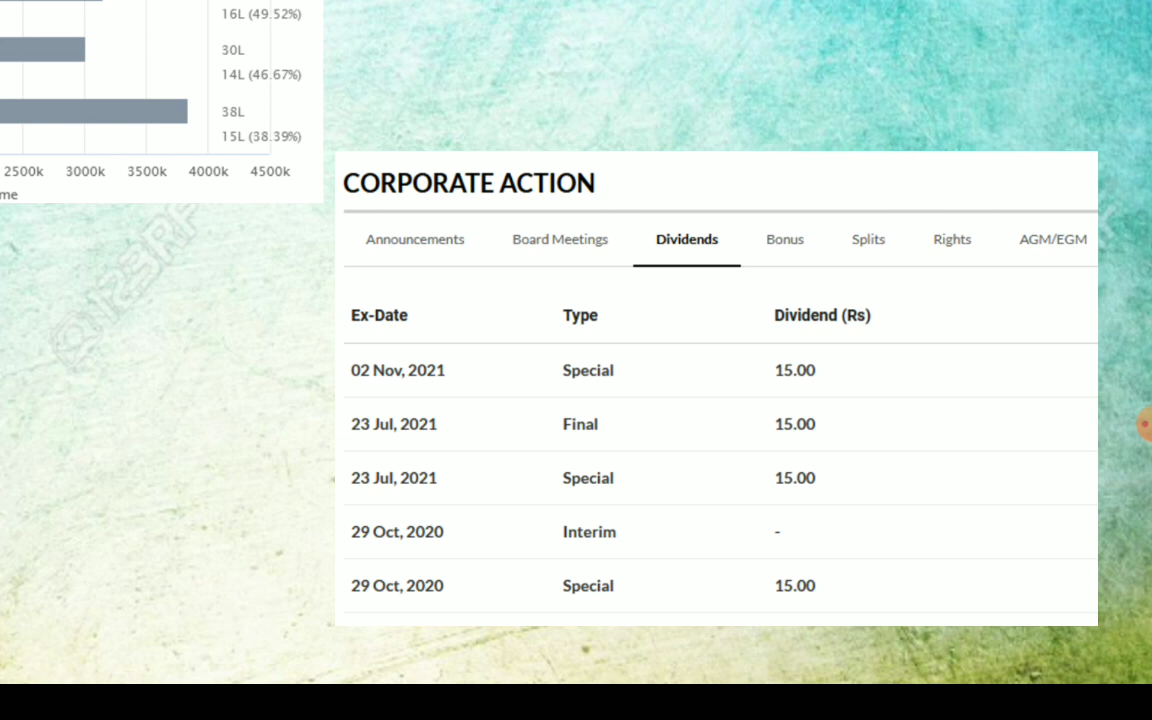 16L (49.52%)
30L
14L (46.67%)
38L
15L (38.39%)
2500k 3000k 3500k 4000k 4500k
me
CORPORATE ACTION
Announcements Board Meetings Dividends Bonus Splits Rights AGM/EGM
Ex-Date Type Dividend (Rs)
02 Nov, 2021 Special 15.00
23 Jul, 2021 Final 15.00
23 Jul, 2021 Special 15.00
29 Oct, 2020 Interim -
29 Oct, 2020 Special 15.00
@123RF